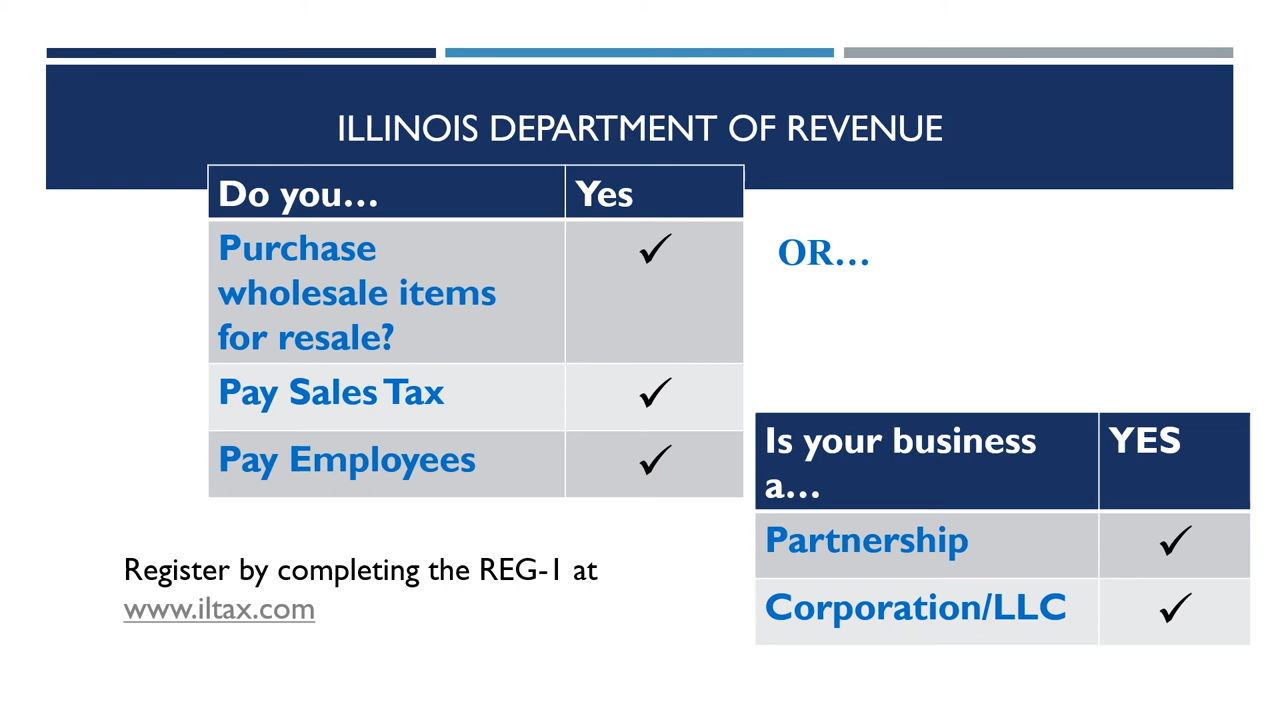 ILLINOIS DEPARTMENT OF REVENUE
Do you... Yes
Purchase
wholesale items
for resale? ✓
Pay Sales Tax ✓
Pay Employees ✓
OR...
Is your business
a... YES
Partnership ✓
Corporation/LLC ✓
Register by completing the REG-1 at
www.iltax.com